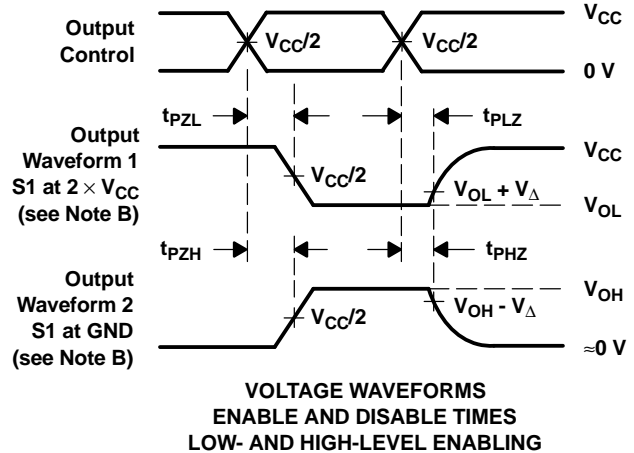 Output
Control
V_CC/2
V_CC/2
V_CC
0 V
t_PZL
t_PLZ
Output
Waveform 1
S1 at 2 × V_CC
(see Note B)
V_CC/2
V_CC
V_OL + V_Δ
V_OL
t_PZH
t_PHZ
Output
Waveform 2
S1 at GND
(see Note B)
V_CC/2
V_OH
V_OH - V_Δ
≈0 V
VOLTAGE WAVEFORMS
ENABLE AND DISABLE TIMES
LOW- AND HIGH-LEVEL ENABLING